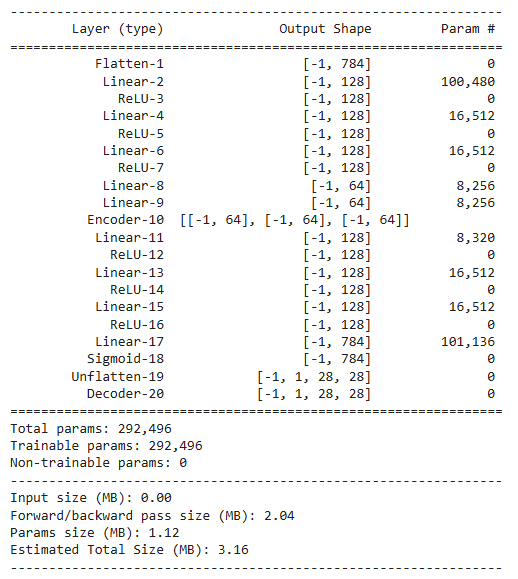 ----------------------------------------------------------------
        Layer (type)               Output Shape         Param #
================================================================
           Flatten-1                  [-1, 784]               0
            Linear-2                  [-1, 128]         100,480
              ReLU-3                  [-1, 128]               0
            Linear-4                  [-1, 128]          16,512
              ReLU-5                  [-1, 128]               0
            Linear-6                  [-1, 128]          16,512
              ReLU-7                  [-1, 128]               0
            Linear-8                   [-1, 64]           8,256
            Linear-9                   [-1, 64]           8,256
          Encoder-10  [[-1, 64], [-1, 64], [-1, 64]]               0
           Linear-11                  [-1, 128]           8,320
             ReLU-12                  [-1, 128]               0
           Linear-13                  [-1, 128]          16,512
             ReLU-14                  [-1, 128]               0
           Linear-15                  [-1, 128]          16,512
             ReLU-16                  [-1, 128]               0
           Linear-17                  [-1, 784]         101,136
          Sigmoid-18                  [-1, 784]               0
        Unflatten-19            [-1, 1, 28, 28]               0
          Decoder-20            [-1, 1, 28, 28]               0
================================================================
Total params: 292,496
Trainable params: 292,496
Non-trainable params: 0
----------------------------------------------------------------
Input size (MB): 0.00
Forward/backward pass size (MB): 2.04
Params size (MB): 1.12
Estimated Total Size (MB): 3.16
----------------------------------------------------------------